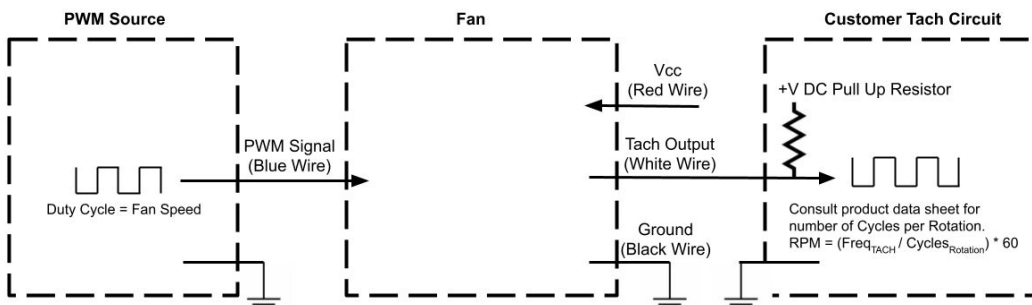 PWM Source
Fan
Customer Tach Circuit
Vcc
(Red Wire)
+V DC Pull Up Resistor
PWM Signal
(Blue Wire)
Tach Output
(White Wire)
Duty Cycle = Fan Speed
Consult product data sheet for
number of Cycles per Rotation.
RPM = (Freq_TACH / Cycles_Rotation) * 60
Ground
(Black Wire)